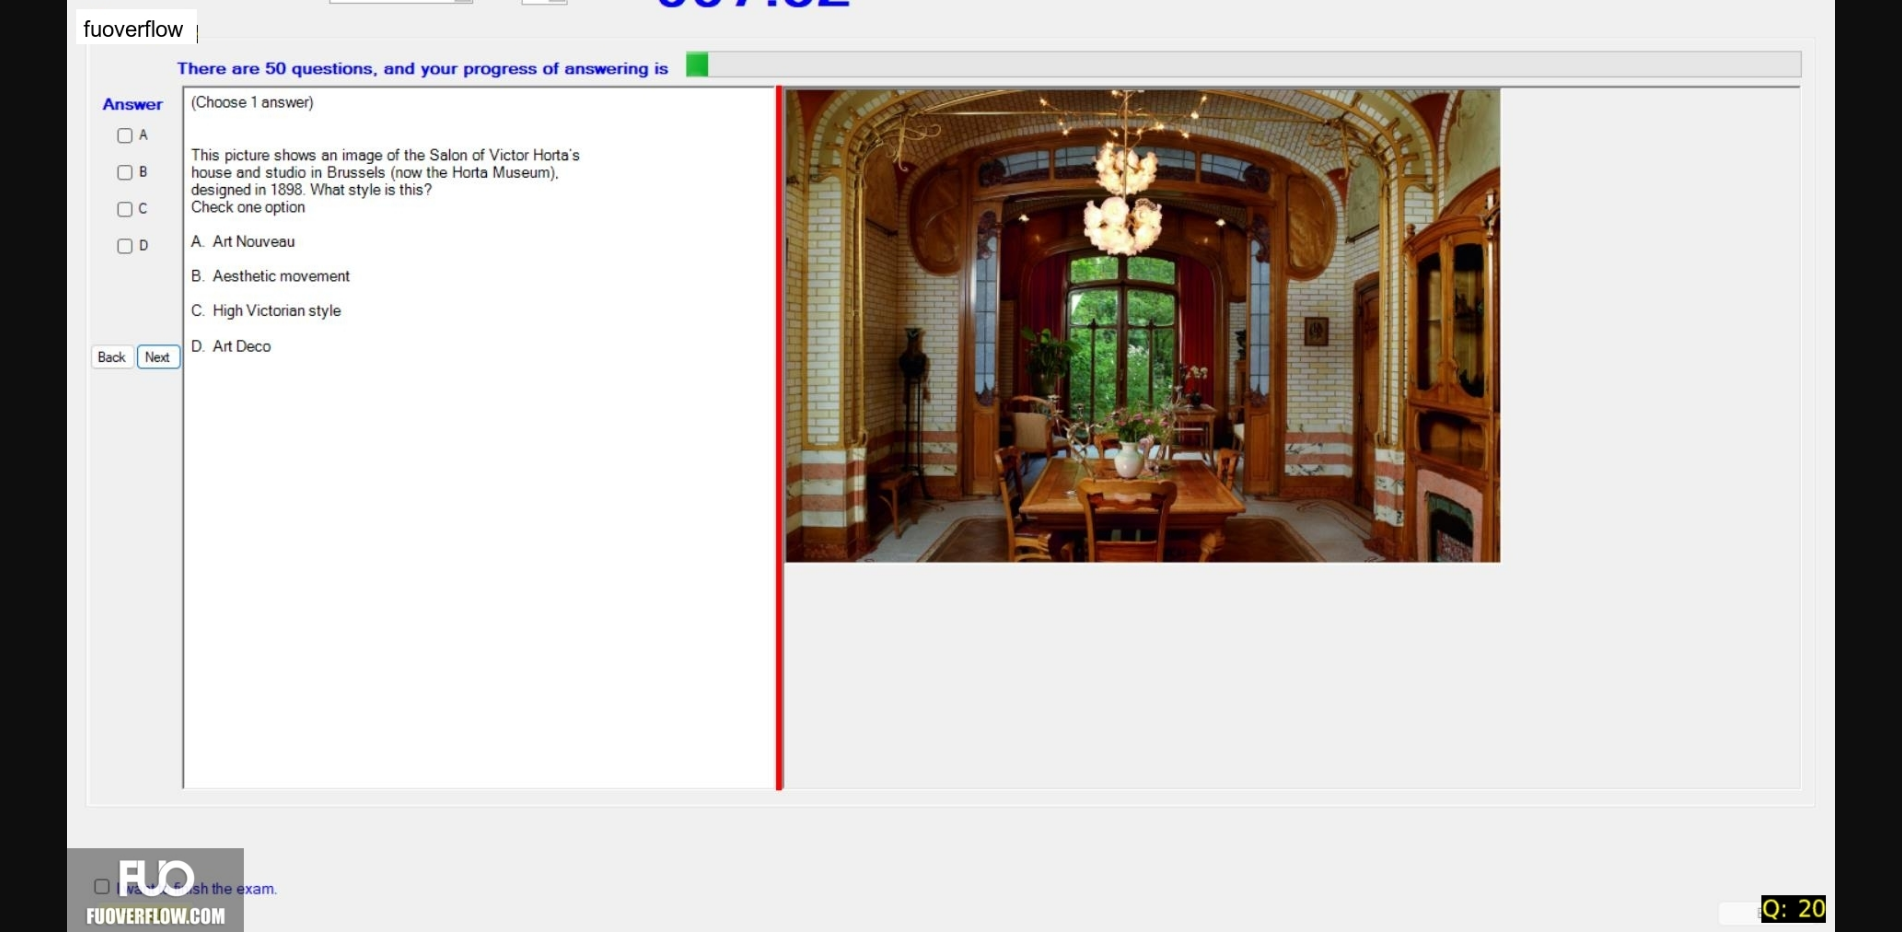 fuoverflow
There are 50 questions, and your progress of answering is
Answer
(Choose 1 answer)
A
B
C
D
This picture shows an image of the Salon of Victor Horta's
house and studio in Brussels (now the Horta Museum),
designed in 1898. What style is this?
Check one option
A. Art Nouveau
B. Aesthetic movement
C. High Victorian style
D. Art Deco
Back Next
FUO
finish the exam.
FUOVERFLOW.COM
Q: 20